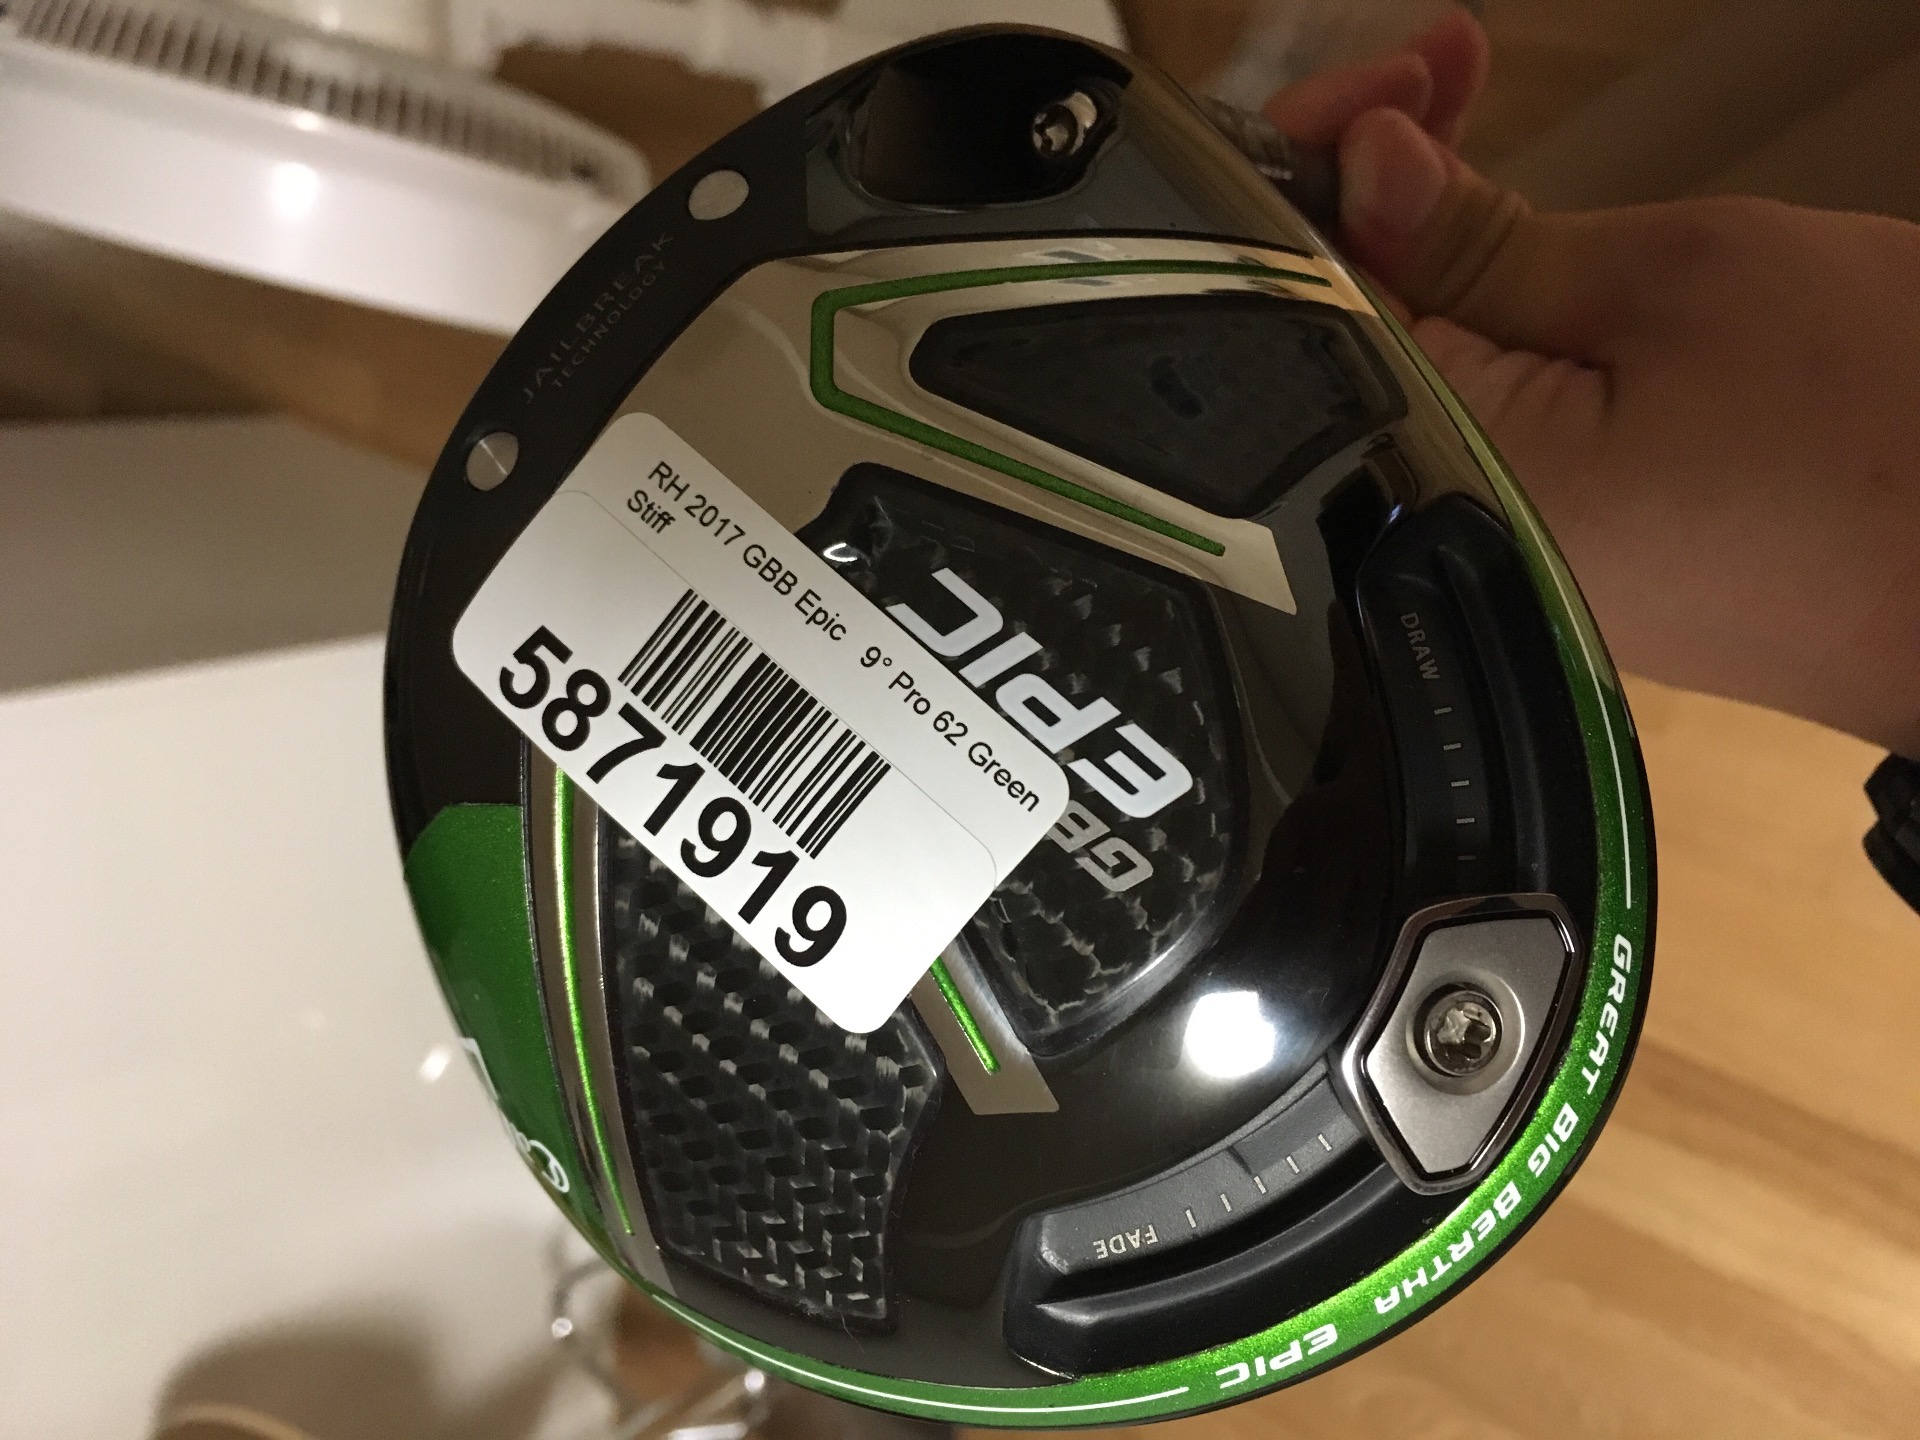 JAILBREAK
TECHNOLOGY
RH 2017 GBB Epic 9° Pro 62 Green
Stiff
5871919
EPIC
DRAW
FADE
GREAT BIG BERTHA EPIC